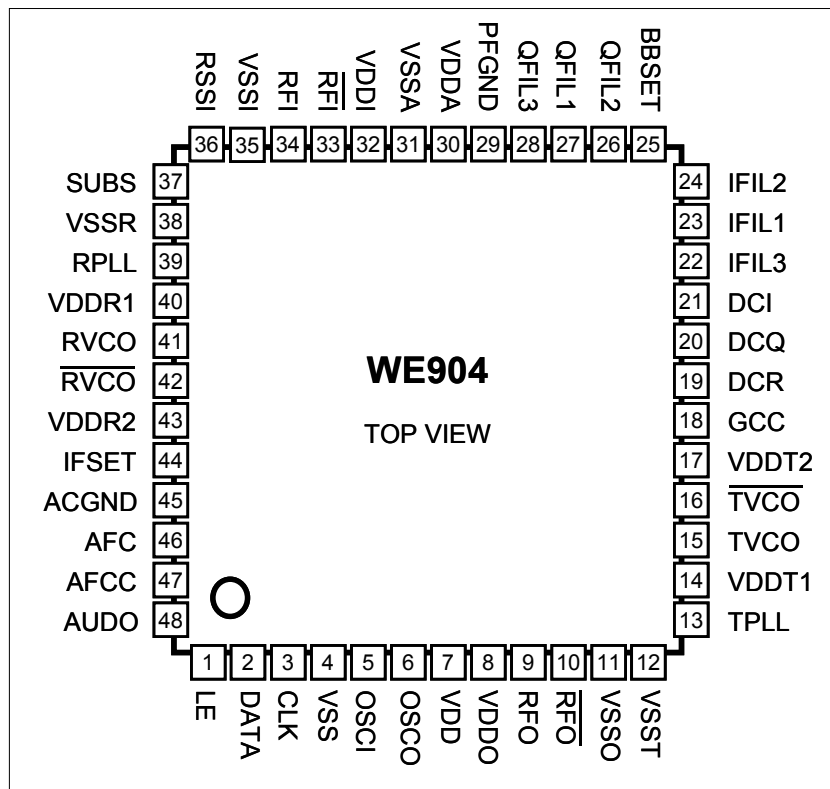 RSSI
VSSI
RFI
R̅F̅I̅
VDDI
VSSA
VDDA
PFGND
QFIL3
QFIL1
QFIL2
BBSET
36 35 34 33 32 31 30 29 28 27 26 25
SUBS 37
VSSR 38
RPLL 39
VDDR1 40
RVCO 41
R̅V̅C̅O̅ 42
VDDR2 43
IFSET 44
ACGND 45
AFC 46
AFCC 47
AUDO 48
WE904
TOP VIEW
24 IFIL2
23 IFIL1
22 IFIL3
21 DCI
20 DCQ
19 DCR
18 GCC
17 VDDT2
16 T̅V̅C̅O̅
15 TVCO
14 VDDT1
13 TPLL
1 2 3 4 5 6 7 8 9 10 11 12
LE
DATA
CLK
VSS
OSCI
OSCO
VDD
VDDO
RFO
R̅F̅O̅
VSSO
VSST